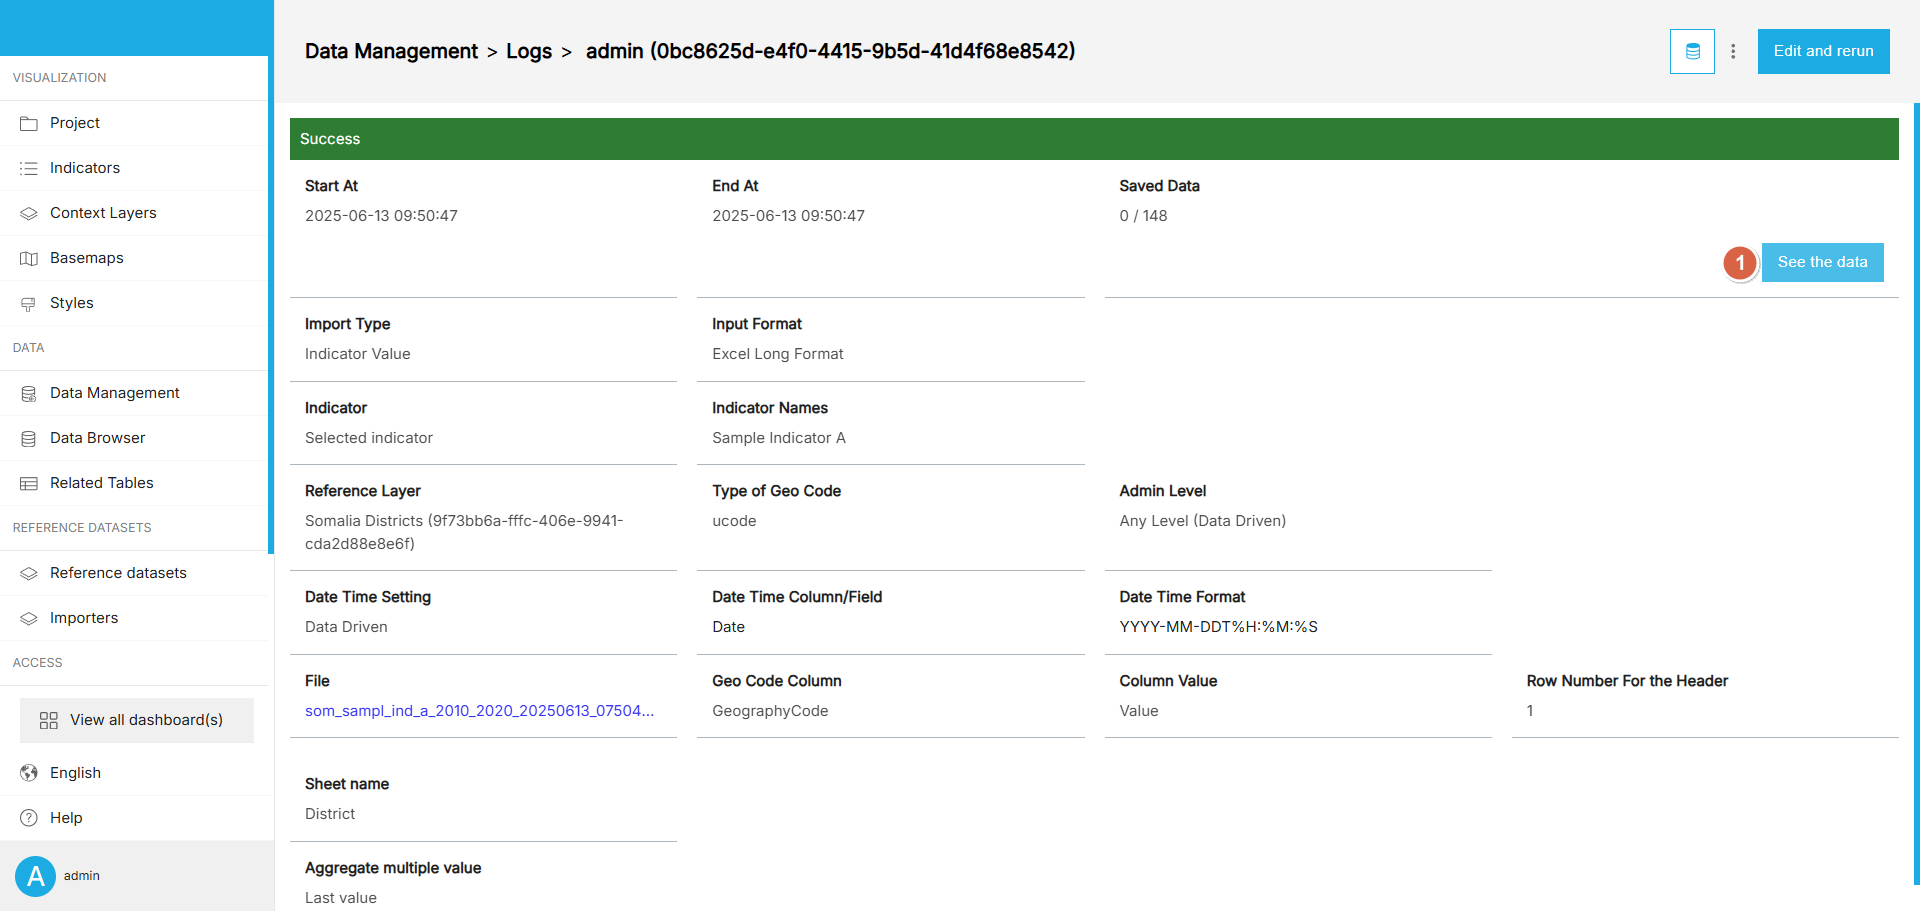 Data Management > Logs > admin (0bc8625d-e4f0-4415-9b5d-41d4f68e8542)
Edit and rerun
VISUALIZATION
Project
Indicators
Context Layers
Basemaps
Styles
DATA
Data Management
Data Browser
Related Tables
REFERENCE DATASETS
Reference datasets
Importers
ACCESS
View all dashboard(s)
English
Help
A admin
Success
Start At
2025-06-13 09:50:47
End At
2025-06-13 09:50:47
Saved Data
0 / 148
1 See the data
Import Type
Indicator Value
Input Format
Excel Long Format
Indicator
Selected indicator
Indicator Names
Sample Indicator A
Reference Layer
Somalia Districts (9f73bb6a-fffc-406e-9941-
cda2d88e8e6f)
Type of Geo Code
ucode
Admin Level
Any Level (Data Driven)
Date Time Setting
Data Driven
Date Time Column/Field
Date
Date Time Format
YYYY-MM-DDT%H:%M:%S
File
som_sampl_ind_a_2010_2020_20250613_07504...
Geo Code Column
GeographyCode
Column Value
Value
Row Number For the Header
1
Sheet name
District
Aggregate multiple value
Last value